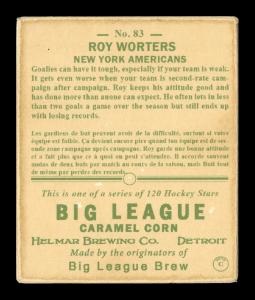 No. 83
ROY WORTERS
NEW YORK AMERICANS
Goalies can have it tough, especially if your team is weak.
It gets even worse when your team is second-rate cam-
paign after campaign. Roy keeps his attitude good and
has done more than anyone can expect. He often lets in less
than two goals a game over the season but still ends up
with losing records.
Les gardiens de but peuvent avoir de la difficulté, surtout si votre
équipe est faible. Ca devient encore pire quand ton équipe est de sec-
onde zone campagne après campagne. Roy garde une bonne attitude
et a fait plus que ce à quoi on peut s'attendre. Il accorde souvent
moins de deux buts par match au cours de la saison, mais finit tout
de même par perdre des records.
This is one of a series of 120 Hockey Stars
BIG LEAGUE
CARAMEL CORN
HELMAR BREWING CO. DETROIT
Made by the originators of
Big League Brew
C